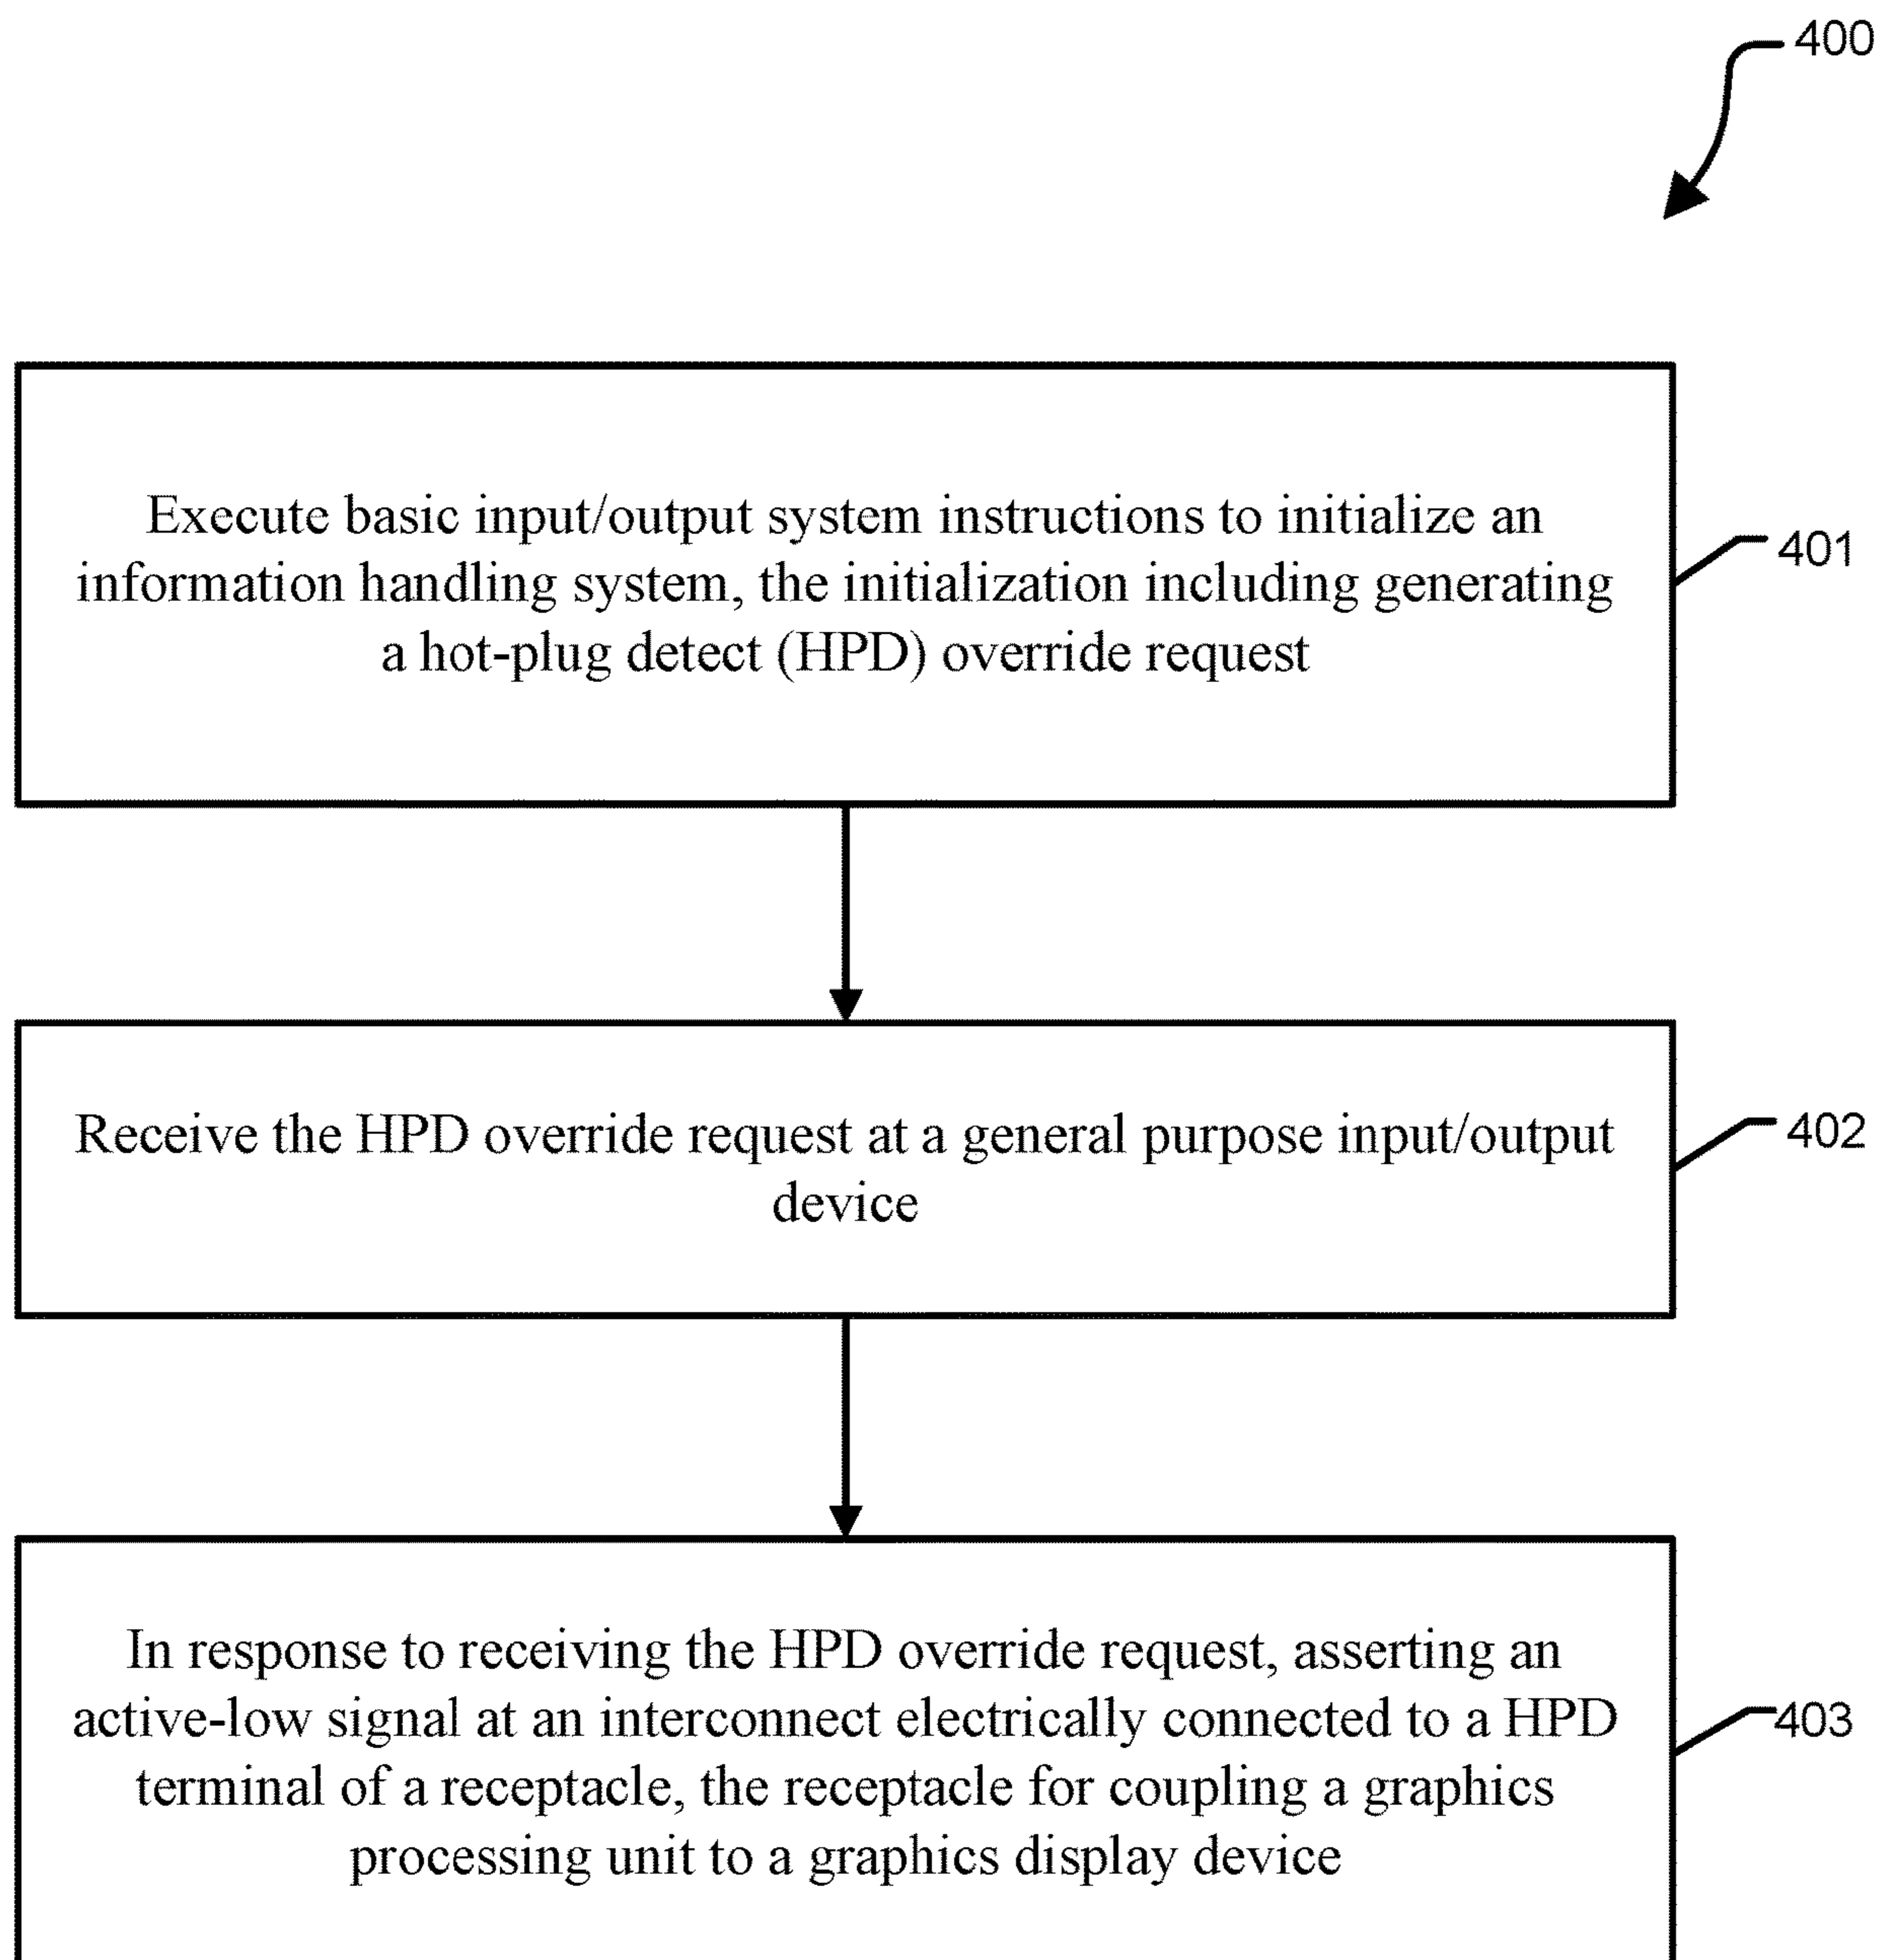 400
Execute basic input/output system instructions to initialize an
information handling system, the initialization including generating
a hot-plug detect (HPD) override request
401
Receive the HPD override request at a general purpose input/output
device
402
In response to receiving the HPD override request, asserting an
active-low signal at an interconnect electrically connected to a HPD
terminal of a receptacle, the receptacle for coupling a graphics
processing unit to a graphics display device
403